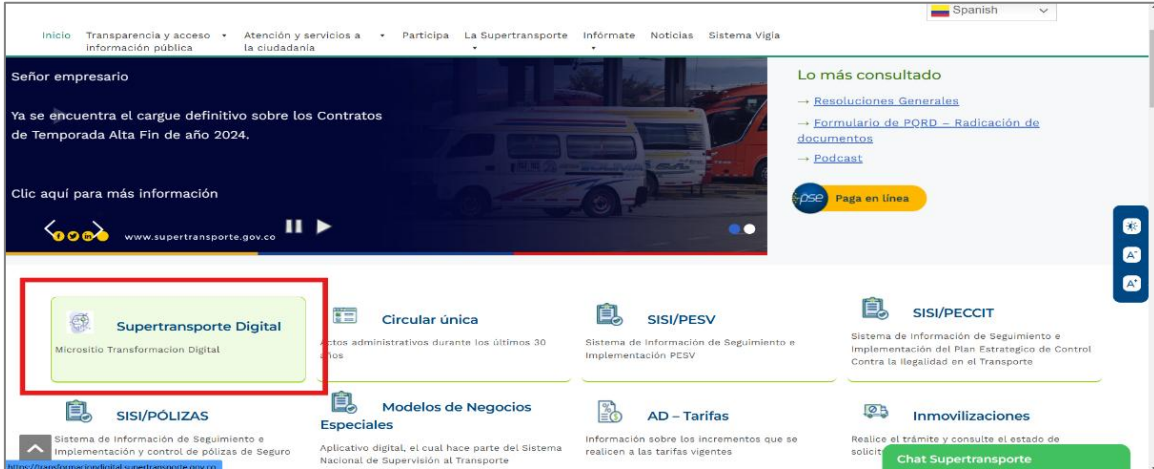 Spanish
Inicio Transparencia y acceso Atención y servicios a Participa La Supertransporte Infórmate Noticias Sistema Vigía
información pública la ciudadanía
Señor empresario
Ya se encuentra el cargue definitivo sobre los Contratos
de Temporada Alta Fin de año 2024.
Clic aquí para más información
www.supertransporte.gov.co
Lo más consultado
→ Resoluciones Generales
→ Formulario de PQRD – Radicación de
documentos
→ Podcast
pse Paga en línea
A-
A+
Supertransporte Digital
Micrositio Transformacion Digital
Circular única
Actos administrativos durante los últimos 30
años
SISI/PESV
Sistema de Información de Seguimiento e
Implementación PESV
SISI/PECCIT
Sistema de Información de Seguimiento e
Implementación del Plan Estrategico de Control
Contra la Ilegalidad en el Transporte
SISI/PÓLIZAS
Sistema de Información de Seguimiento e
Implementación y control de pólizas de Seguro
Modelos de Negocios
Especiales
Aplicativo digital, el cual hace parte del Sistema
Nacional de Supervisión al Transporte
AD – Tarifas
Información sobre los incrementos que se
realicen a las tarifas vigentes
Inmovilizaciones
Realice el trámite y consulte el estado de
Chat Supertransporte
https://transformaciondigital.supertransporte.gov.co